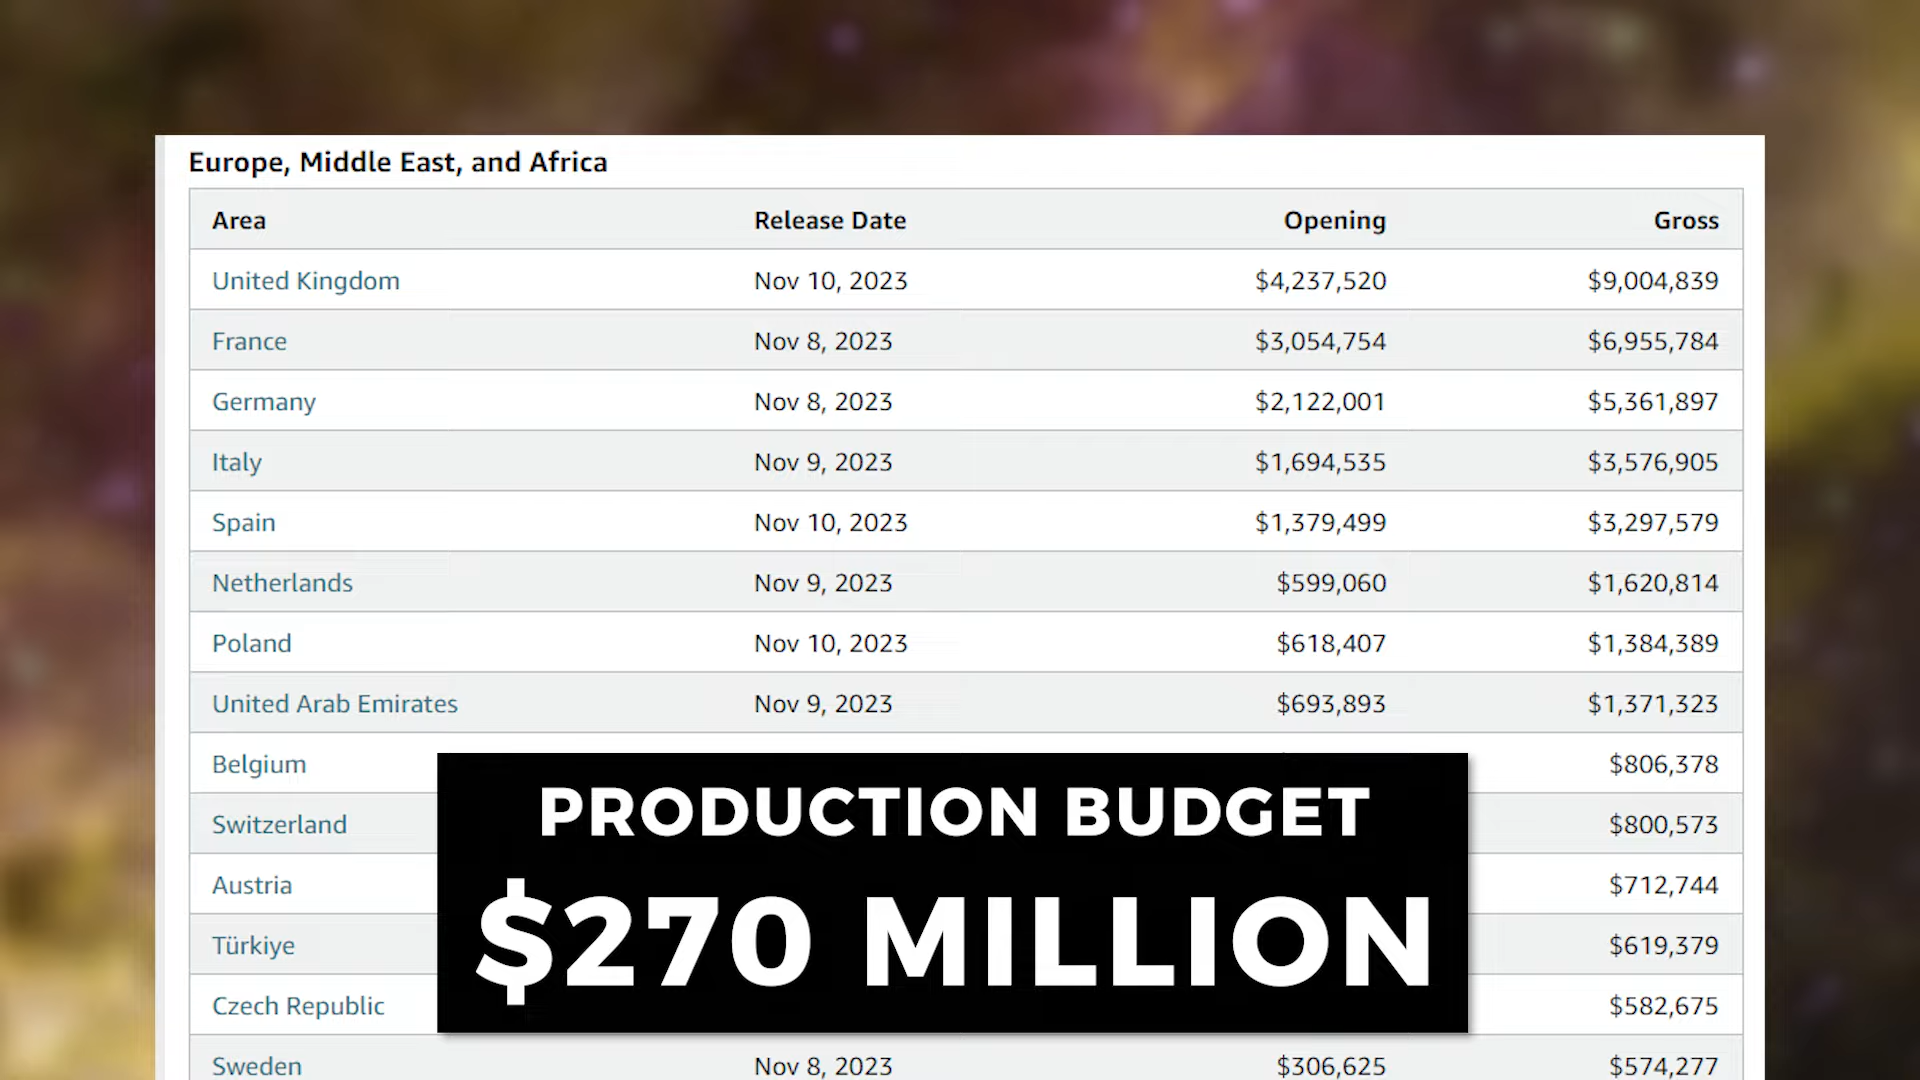 Europe, Middle East, and Africa
Area Release Date Opening Gross
United Kingdom Nov 10, 2023 $4,237,520 $9,004,839
France Nov 8, 2023 $3,054,754 $6,955,784
Germany Nov 8, 2023 $2,122,001 $5,361,897
Italy Nov 9, 2023 $1,694,535 $3,576,905
Spain Nov 10, 2023 $1,379,499 $3,297,579
Netherlands Nov 9, 2023 $599,060 $1,620,814
Poland Nov 10, 2023 $618,407 $1,384,389
United Arab Emirates Nov 9, 2023 $693,893 $1,371,323
Belgium $806,378
Switzerland $800,573
Austria $712,744
Türkiye $619,379
Czech Republic $582,675
Sweden Nov 8, 2023 $306,625 $574,277
PRODUCTION BUDGET
$270 MILLION